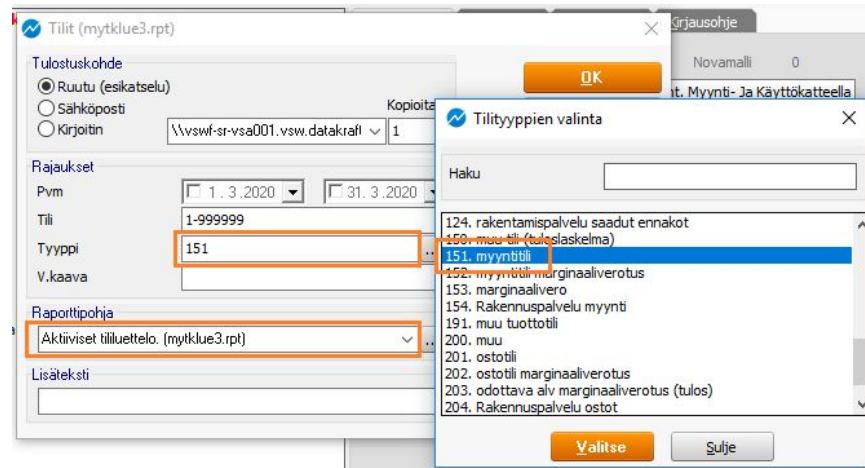 Tilit (mytklue3.rpt)
Tulostuskohde
Ruutu (esikatselu)
Sähköposti
Kopioita
Kirjoitin
\\vswf-sr-vsa001.vsw.datakraft
1
OK
Rajaukset
Pvm
1.3.2020
31.3.2020
Tili
1-999999
Tyyppi
151
...
V.kaava
Raporttipohja
Aktiiviset tililuettelo. (mytklue3.rpt)
Lisäteksti
Kirjausohje
Novamalli 0
nt. Myynti- Ja Käyttökatteella
Tilityyppien valinta
Haku
124. rakentamispalvelu saadut ennakot
150. muu tili (tuloslaskelma)
151. myyntitili
152. myyntitili marginaaliverotus
153. marginaalivero
154. Rakennuspalvelu myynti
191. muu tuottotili
200. muu
201. ostotili
202. ostotili marginaaliverotus
203. odottava alv marginaaliverotus (tulos)
204. Rakennuspalvelu ostot
Valitse
Sulje